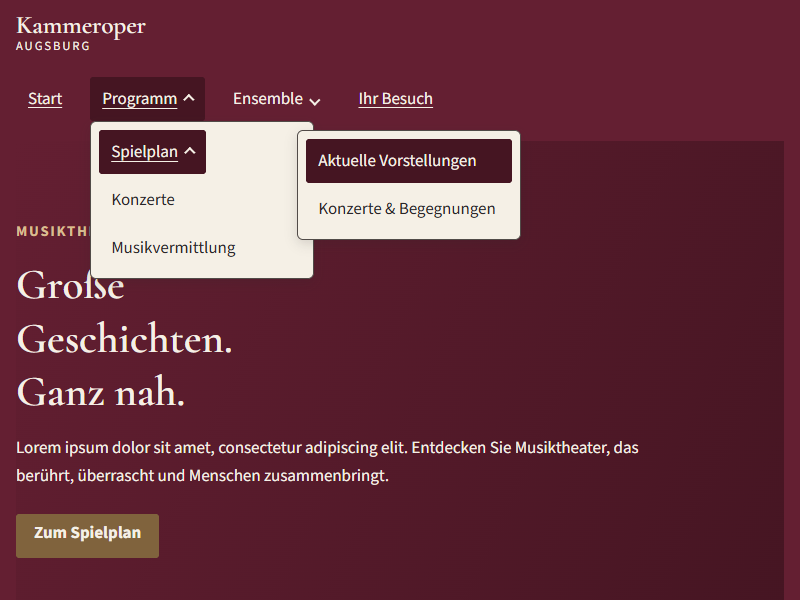 Kammeroper
AUGSBURG
Start
Programm
Ensemble
Ihr Besuch
Spielplan
Konzerte
Musikvermittlung
Aktuelle Vorstellungen
Konzerte & Begegnungen
Große
Geschichten.
Ganz nah.
Lorem ipsum dolor sit amet, consectetur adipiscing elit. Entdecken Sie Musiktheater, das
berührt, überrascht und Menschen zusammenbringt.
Zum Spielplan